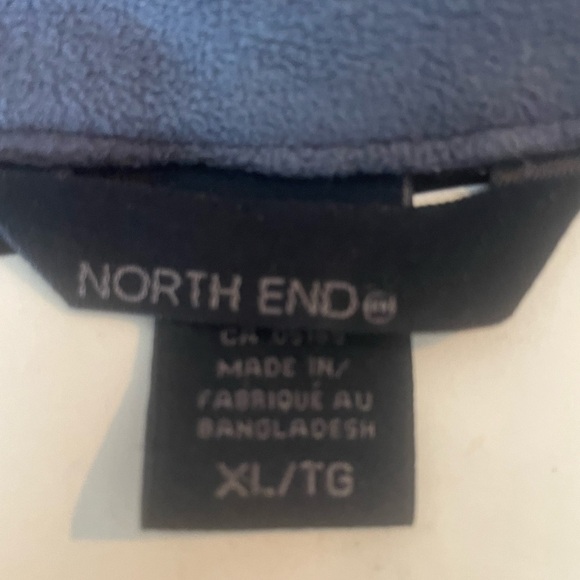 NORTH END
MADE IN/
FABRIQUÉ AU
BANGLADESH
XL/TG